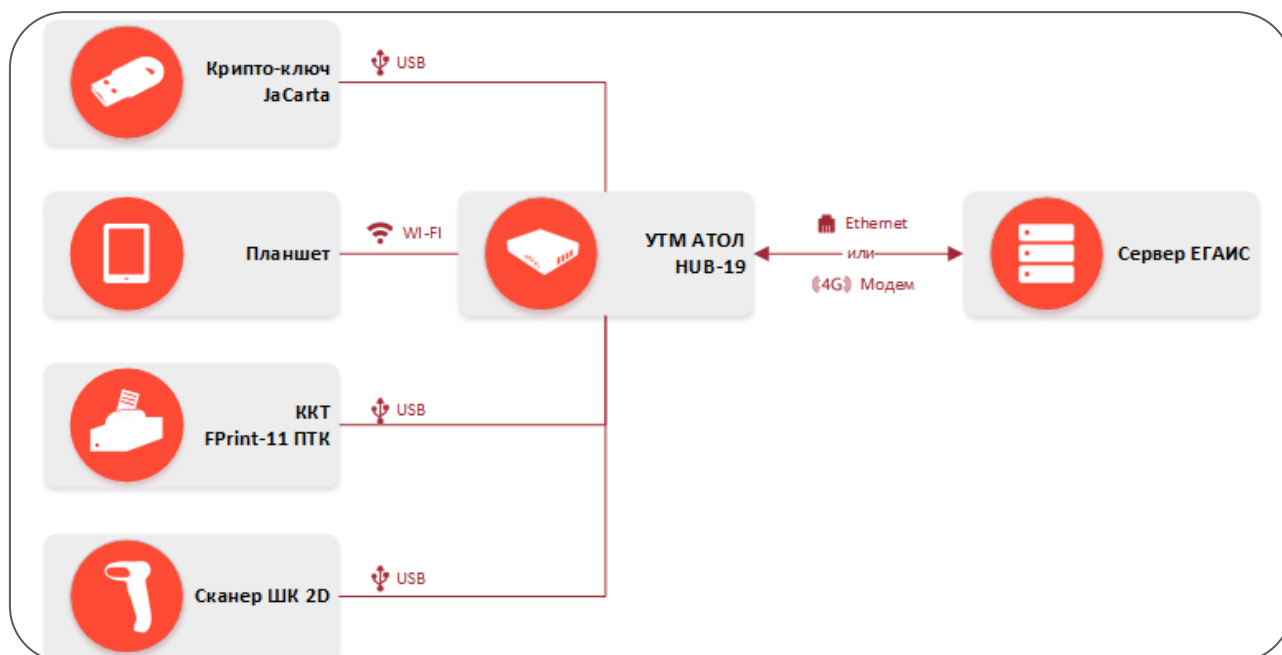 Крипто-ключ
JaCarta
USB
Планшет
WI-FI
УТМ АТОЛ
HUB-19
Ethernet
или
(4G) Модем
Сервер ЕГАИС
ККТ
FPrint-11 ПТК
USB
Сканер ШК 2D
USB